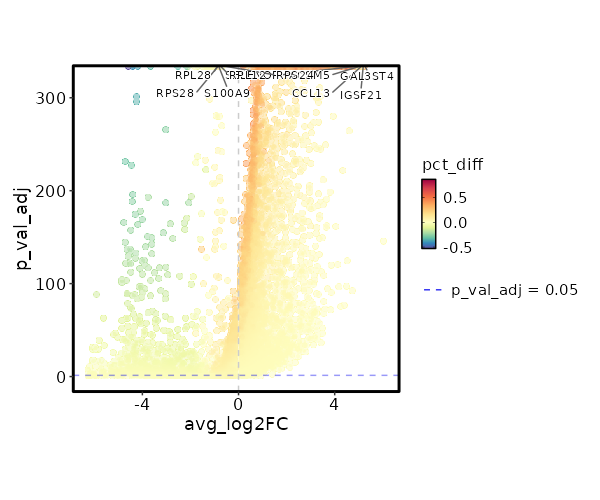 RPL28
RPS24
GAL3ST4
RPS28
S100A9
CCL13
IGSF21
300
200
100
0
p_val_adj
-4
0
4
avg_log2FC
pct_diff
0.5
0.0
-0.5
p_val_adj = 0.05